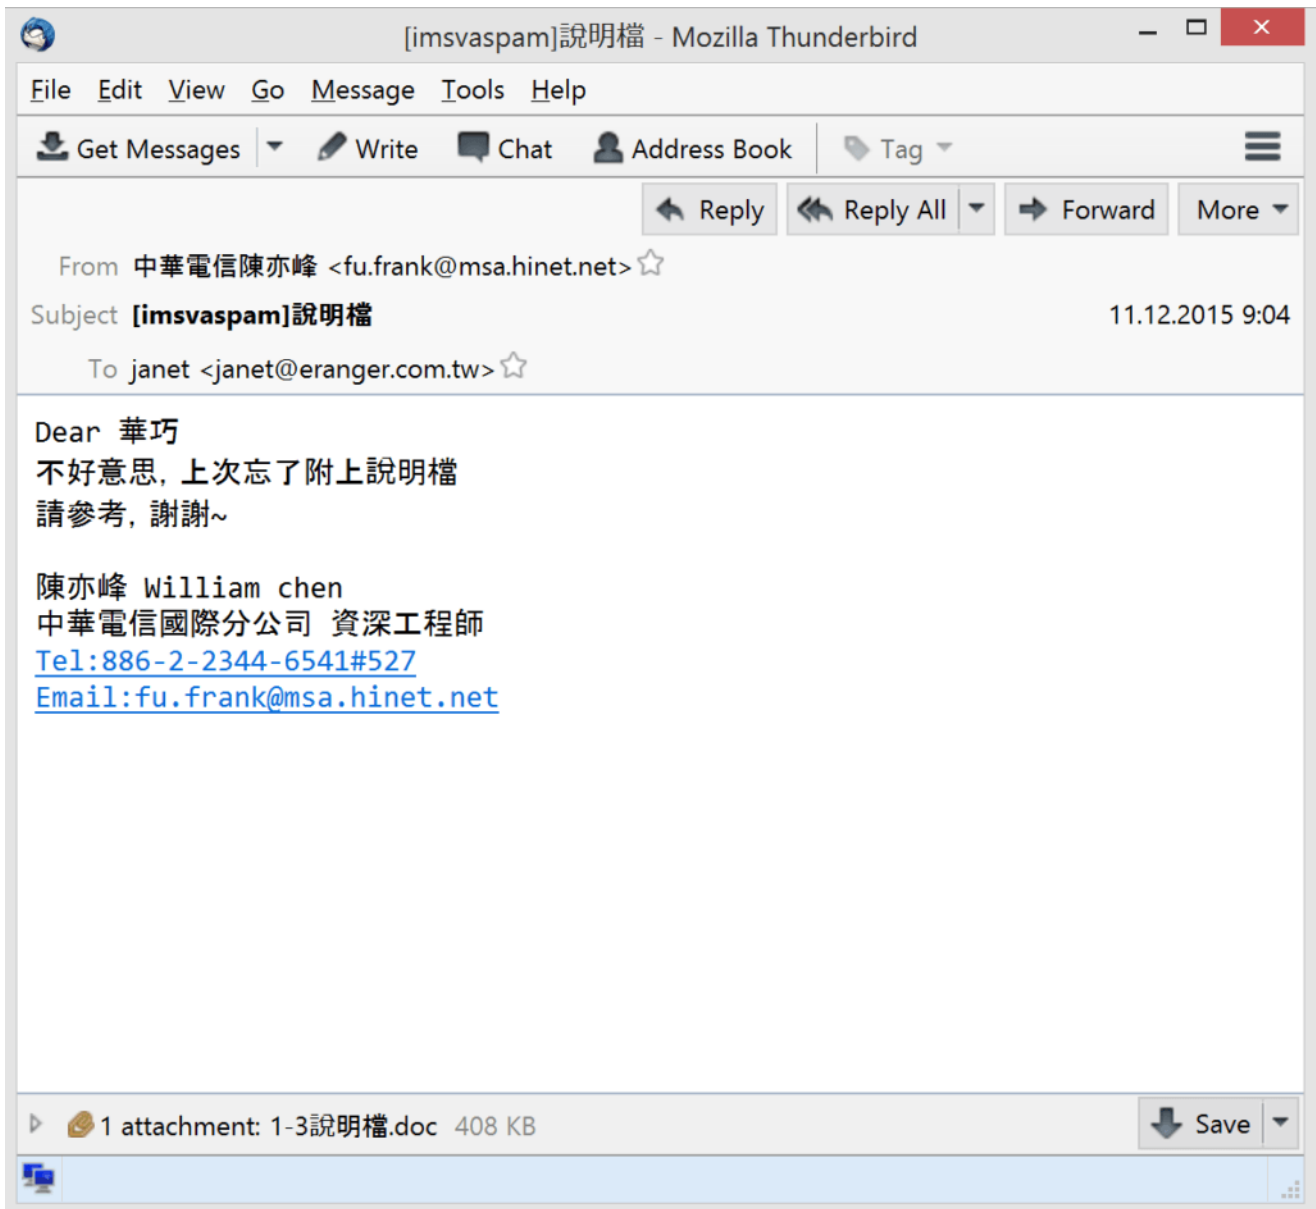 [imsvaspam]說明檔 - Mozilla Thunderbird
File Edit View Go Message Tools Help
Get Messages Write Chat Address Book Tag
Reply Reply All Forward More
From 中華電信陳亦峰 <fu.frank@msa.hinet.net>
Subject [imsvaspam]說明檔 11.12.2015 9:04
To janet <janet@eranger.com.tw>
Dear 華巧
不好意思, 上次忘了附上說明檔
請參考, 謝謝~
陳亦峰 William chen
中華電信國際分公司 資深工程師
Tel:886-2-2344-6541#527
Email:fu.frank@msa.hinet.net
1 attachment: 1-3說明檔.doc 408 KB Save